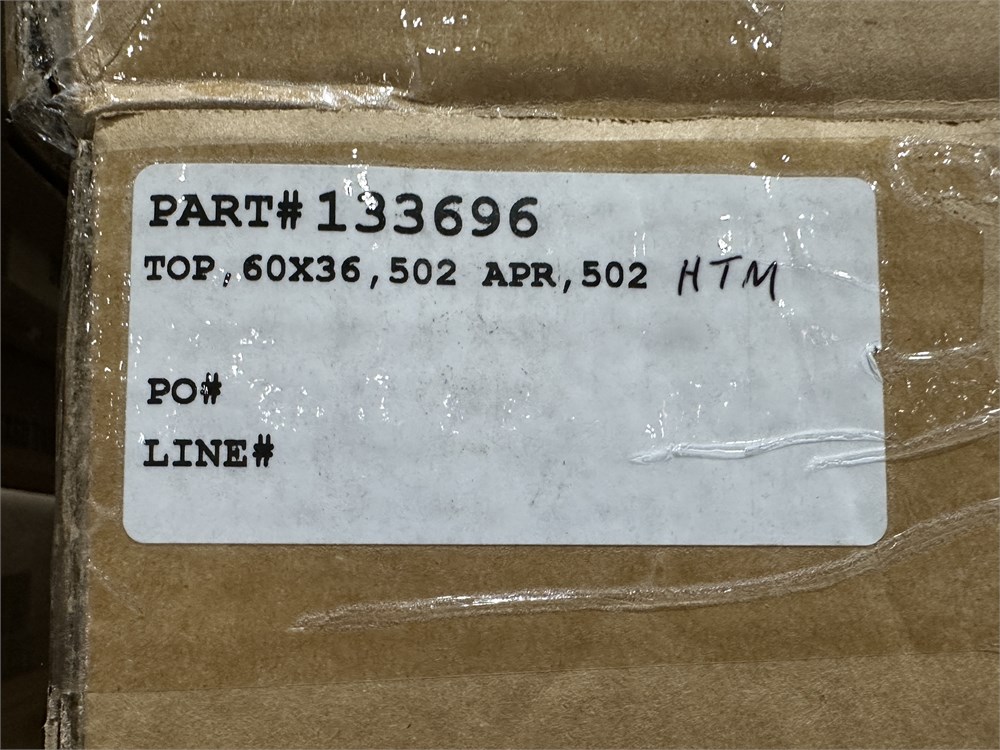 PART# 133696
TOP, 60X36, 502 APR, 502 HTM
PO#
LINE#